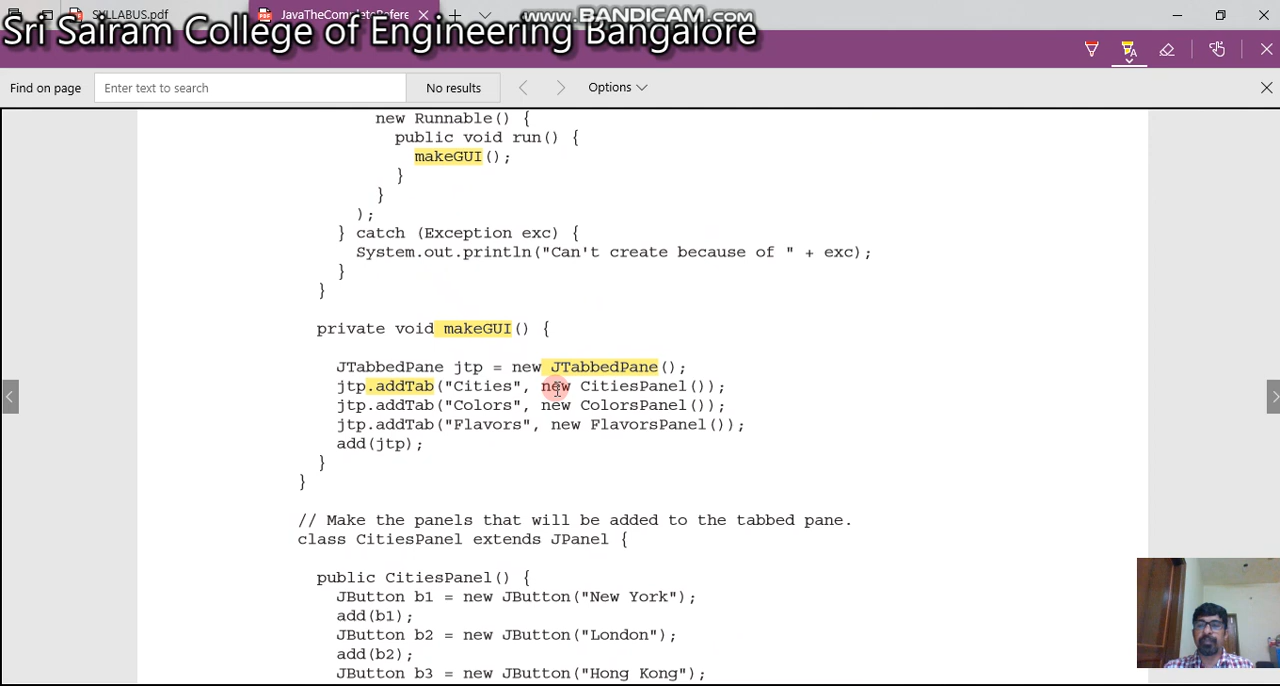 SYLLABUS.pdf
JavaTheCompleteRefere
www.BANDICAM.com
Sri Sairam College of Engineering Bangalore
Find on page
Enter text to search
No results
Options
new Runnable() {
public void run() {
makeGUI();
}
}
);
} catch (Exception exc) {
System.out.println("Can't create because of " + exc);
}
}
private void makeGUI() {
JTabbedPane jtp = new JTabbedPane();
jtp.addTab("Cities", new CitiesPanel());
jtp.addTab("Colors", new ColorsPanel());
jtp.addTab("Flavors", new FlavorsPanel());
add(jtp);
}
}
// Make the panels that will be added to the tabbed pane.
class CitiesPanel extends JPanel {
public CitiesPanel() {
JButton b1 = new JButton("New York");
add(b1);
JButton b2 = new JButton("London");
add(b2);
JButton b3 = new JButton("Hong Kong");